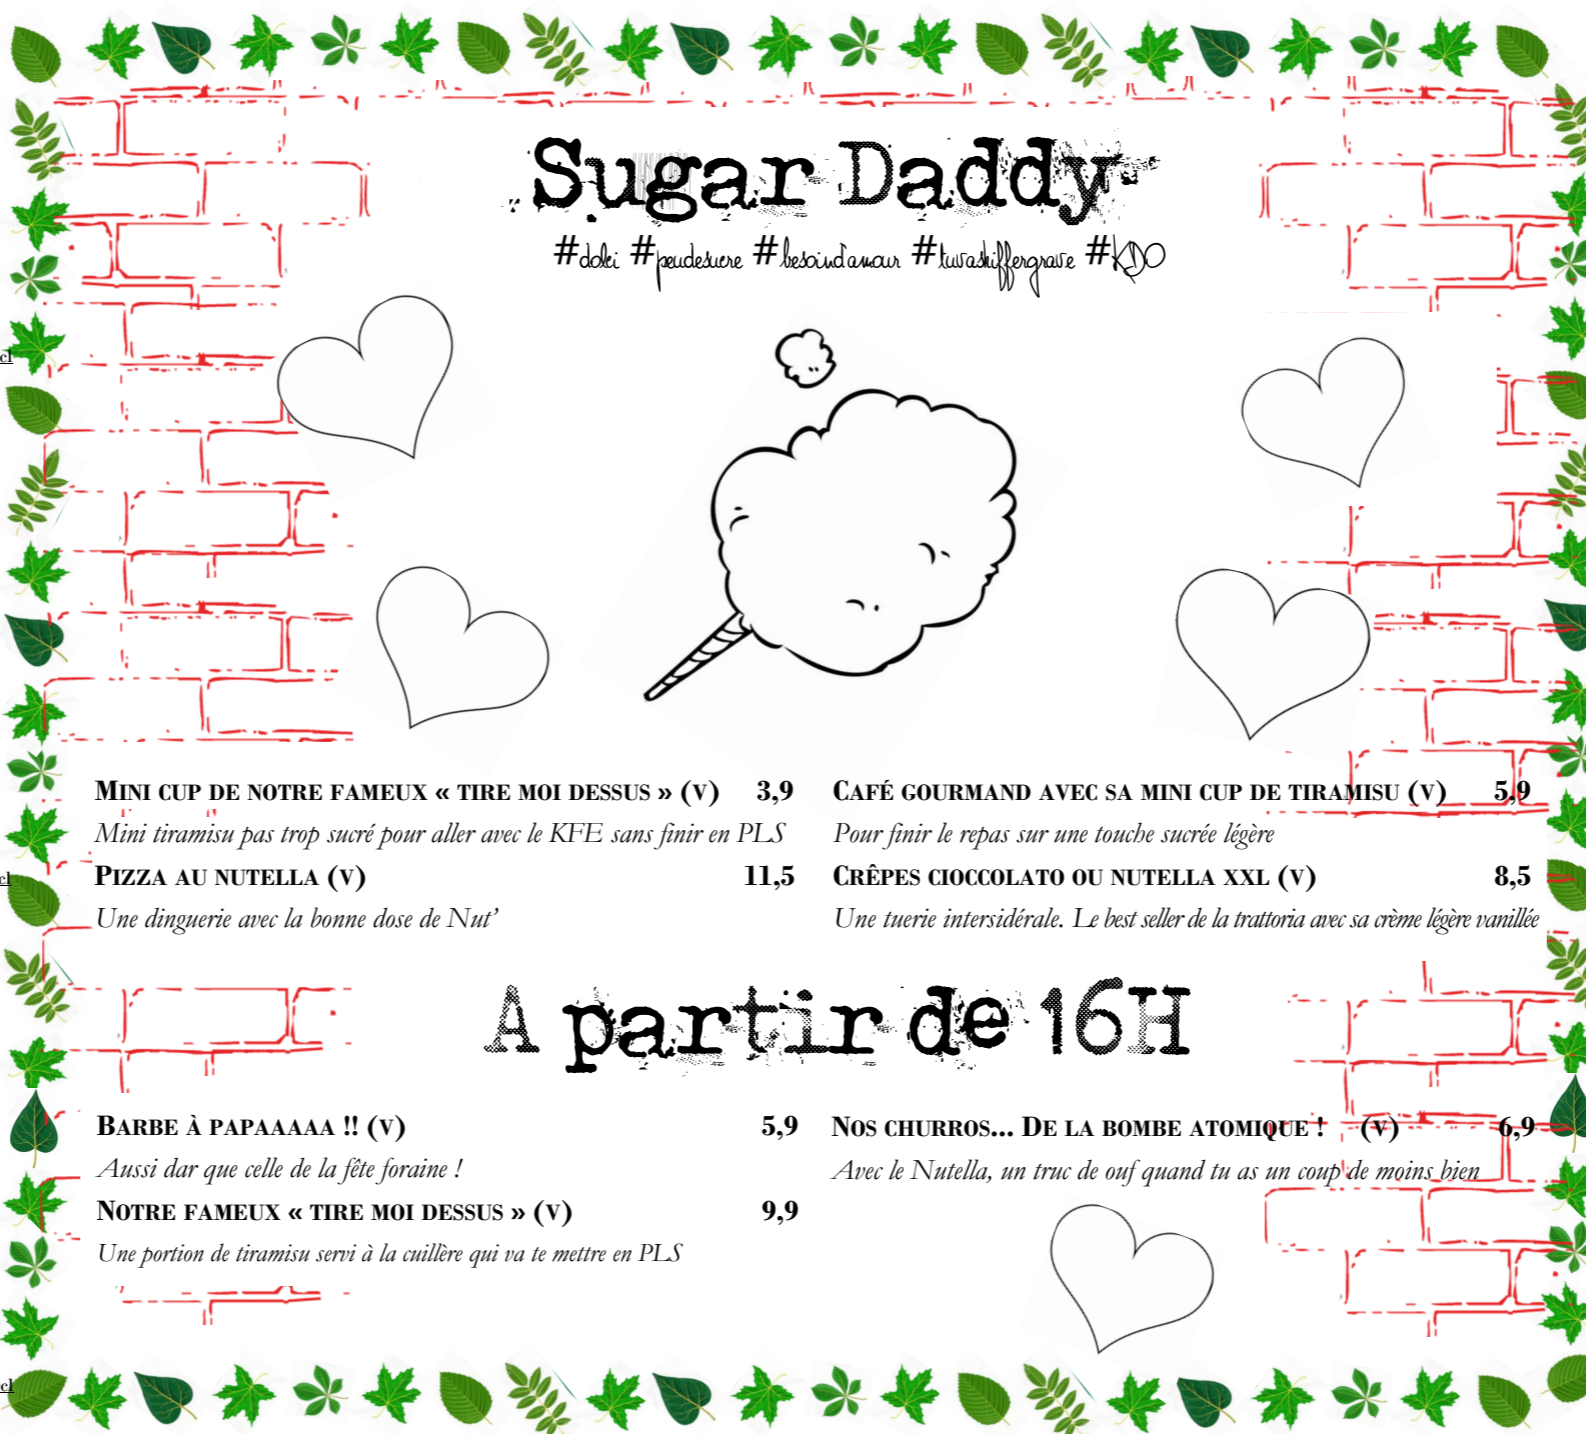 Sugar Daddy
#dolci #peudesucre #besoind'amour #tuvaskiffergrave #KDO
MINI CUP DE NOTRE FAMEUX « TIRE MOI DESSUS » (V) 3,9
Mini tiramisu pas trop sucré pour aller avec le KFE sans finir en PLS
PIZZA AU NUTELLA (V) 11,5
Une dinguerie avec la bonne dose de Nut'
CAFÉ GOURMAND AVEC SA MINI CUP DE TIRAMISU (V) 5,9
Pour finir le repas sur une touche sucrée légère
CRÊPES CIOCCOLATO OU NUTELLA XXL (V) 8,5
Une tuerie intersidérale. Le best seller de la trattoria avec sa crème légère vanillée
A partir de 16H
BARBE À PAPAAAAA !! (V) 5,9
Aussi dar que celle de la fête foraine !
NOTRE FAMEUX « TIRE MOI DESSUS » (V) 9,9
Une portion de tiramisu servi à la cuillère qui va te mettre en PLS
NOS CHURROS... DE LA BOMBE ATOMIQUE ! (V) 6,9
Avec le Nutella, un truc de ouf quand tu as un coup de moins bien
cl
cl
cl